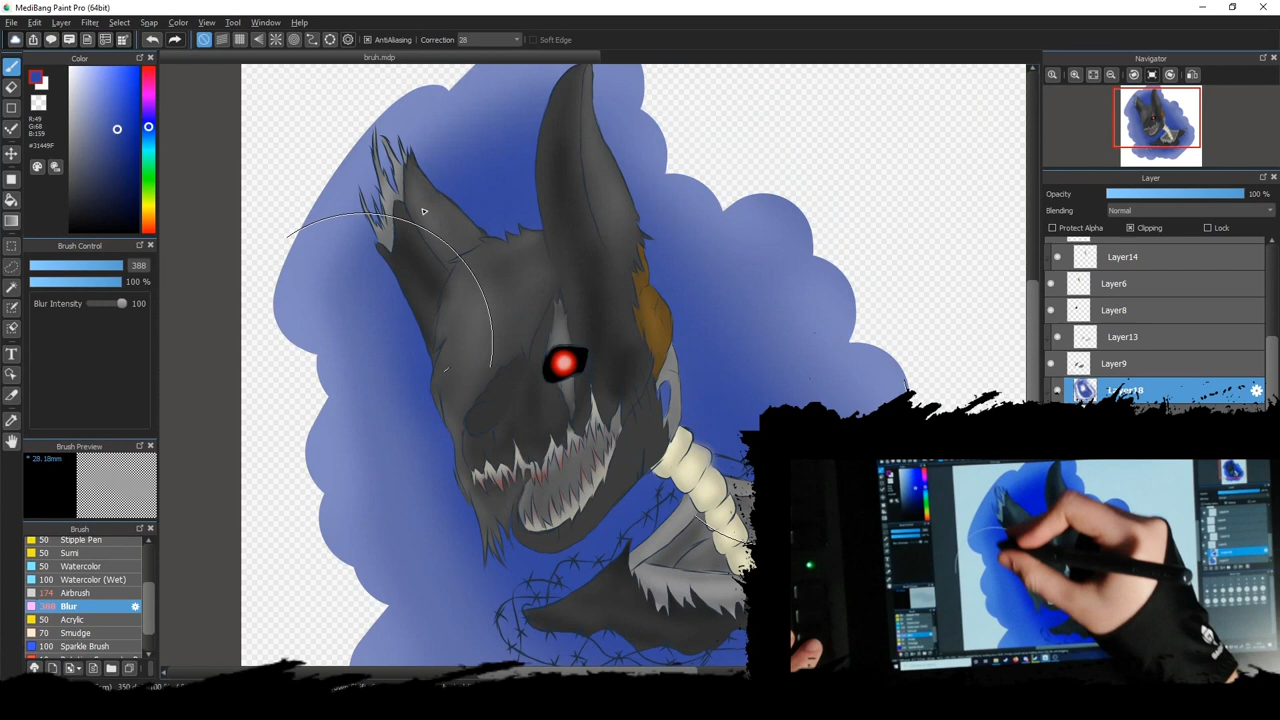 MediBang Paint Pro (64bit)
File Edit Layer Filter Select Snap Color View Tool Window Help
AntiAliasing Correction 28 Soft Edge
bruh.mdp
Color
R:49
G:68
B:159
#31449F
Brush Control
388
100 %
Blur Intensity 100
Brush Preview
* 28.18mm
Brush
50 Stipple Pen
50 Sumi
50 Watercolor
100 Watercolor (Wet)
174 Airbrush
388 Blur
50 Acrylic
70 Smudge
100 Sparkle Brush
Navigator
Layer
Opacity 100 %
Blending Normal
Protect Alpha Clipping Lock
Layer14
Layer6
Layer8
Layer13
Layer9
Layer18